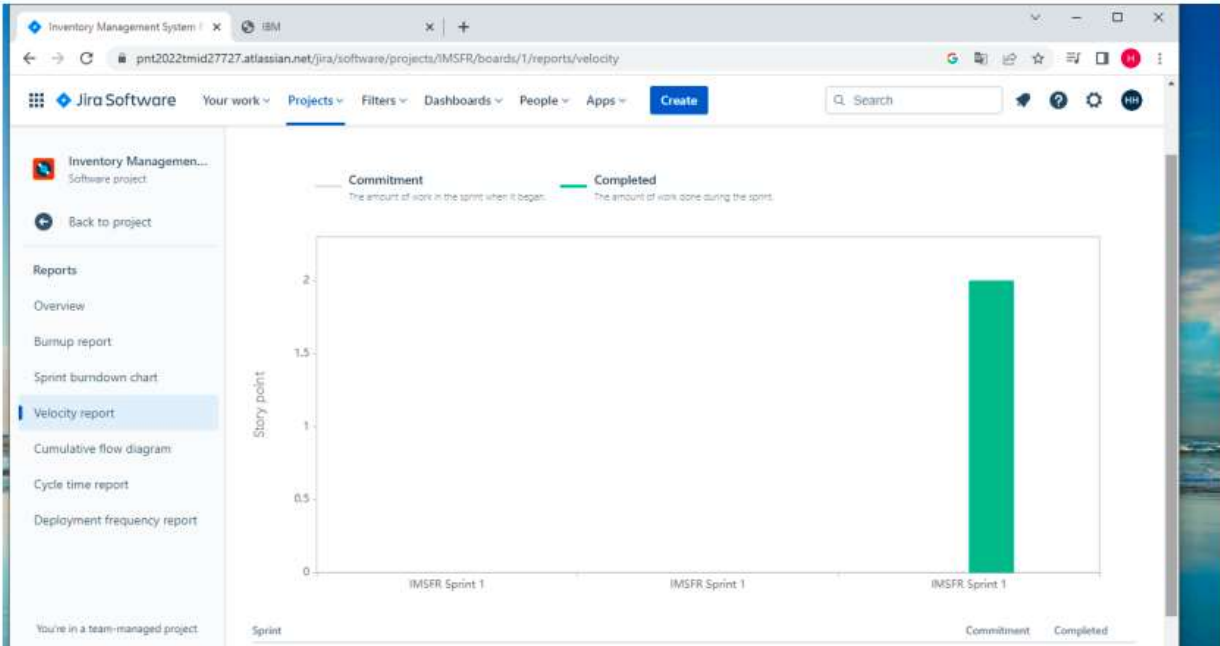 Inventory Management System F
IBM
pnt2022tmid27727.atlassian.net/jira/software/projects/IMSFR/boards/1/reports/velocity
H
Jira Software Your work Projects Filters Dashboards People Apps Create Search HH
Inventory Managemen...
Software project
Back to project
Reports
Overview
Burnup report
Sprint burndown chart
Velocity report
Cumulative flow diagram
Cycle time report
Deployment frequency report
You're in a team-managed project
Commitment
The amount of work in the sprint when it began.
Completed
The amount of work done during the sprint.
Story point
2
1.5
1
0.5
0
IMSFR Sprint 1 IMSFR Sprint 1 IMSFR Sprint 1
Sprint Commitment Completed